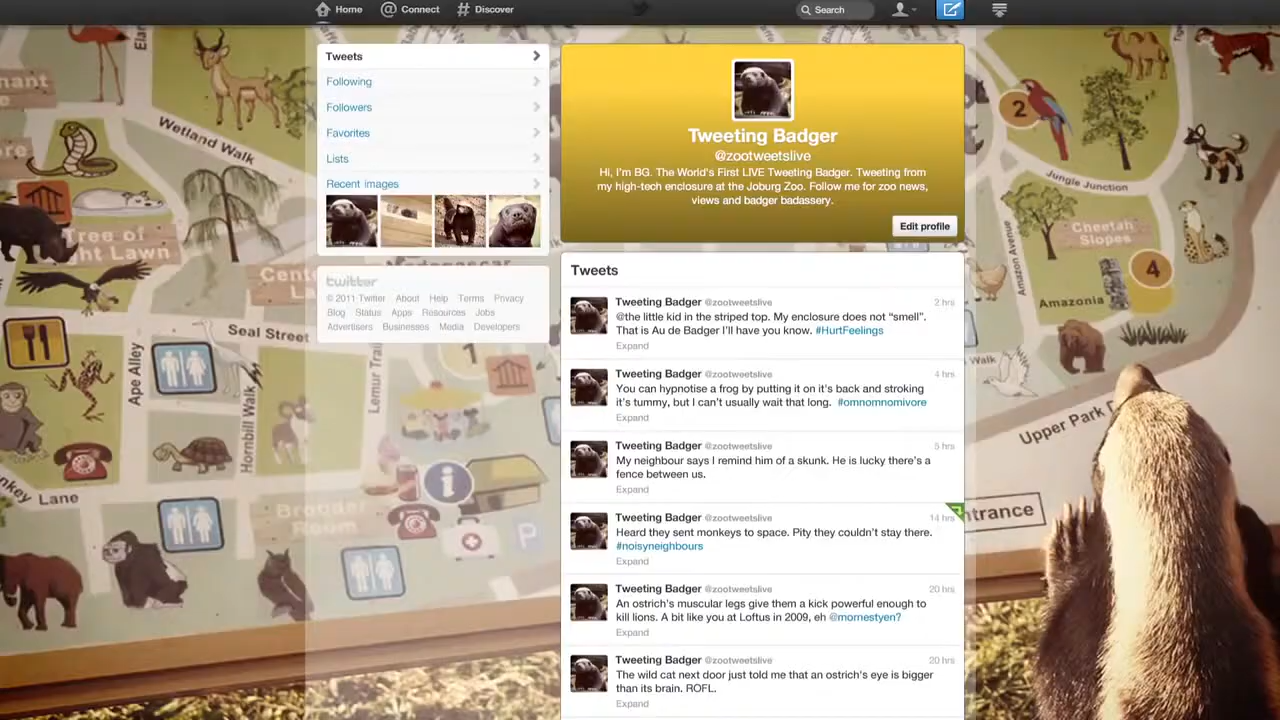 Home
Connect
Discover
Search
Wetland Walk
Seal Street
Ape Alley
Hornbill Walk
Lemur
Lane
Brouder
Room
P
i
Tweets
Following
Followers
Favorites
Lists
Recent images
twitter
© 2011 Twitter About Help Terms Privacy
Blog Status Apps Resources Jobs
Advertisers Businesses Media Developers
Tweeting Badger
@zootweetslive
Hi, I'm BG. The World's First LIVE Tweeting Badger. Tweeting from
my high-tech enclosure at the Joburg Zoo. Follow me for zoo news,
views and badger badassery.
Edit profile
Tweets
Tweeting Badger @zootweetslive 2 hrs
@the little kid in the striped top. My enclosure does not “smell”.
That is Au de Badger I'll have you know. #HurtFeelings
Expand
Tweeting Badger @zootweetslive 4 hrs
You can hypnotise a frog by putting it on it's back and stroking
it's tummy, but I can't usually wait that long. #omnomnomivore
Expand
Tweeting Badger @zootweetslive 5 hrs
My neighbour says I remind him of a skunk. He is lucky there's a
fence between us.
Expand
Tweeting Badger @zootweetslive 14 hrs
Heard they sent monkeys to space. Pity they couldn't stay there.
#noisyneighbours
Expand
Tweeting Badger @zootweetslive 20 hrs
An ostrich's muscular legs give them a kick powerful enough to
kill lions. A bit like you at Loftus in 2009, eh @mornestyen?
Expand
Tweeting Badger @zootweetslive 20 hrs
The wild cat next door just told me that an ostrich's eye is bigger
than its brain. ROFL.
Expand
2
Jungle Junction
Cheetah
Slopes
4
Amazon Avenue
Amazonia
Walk
Upper Park